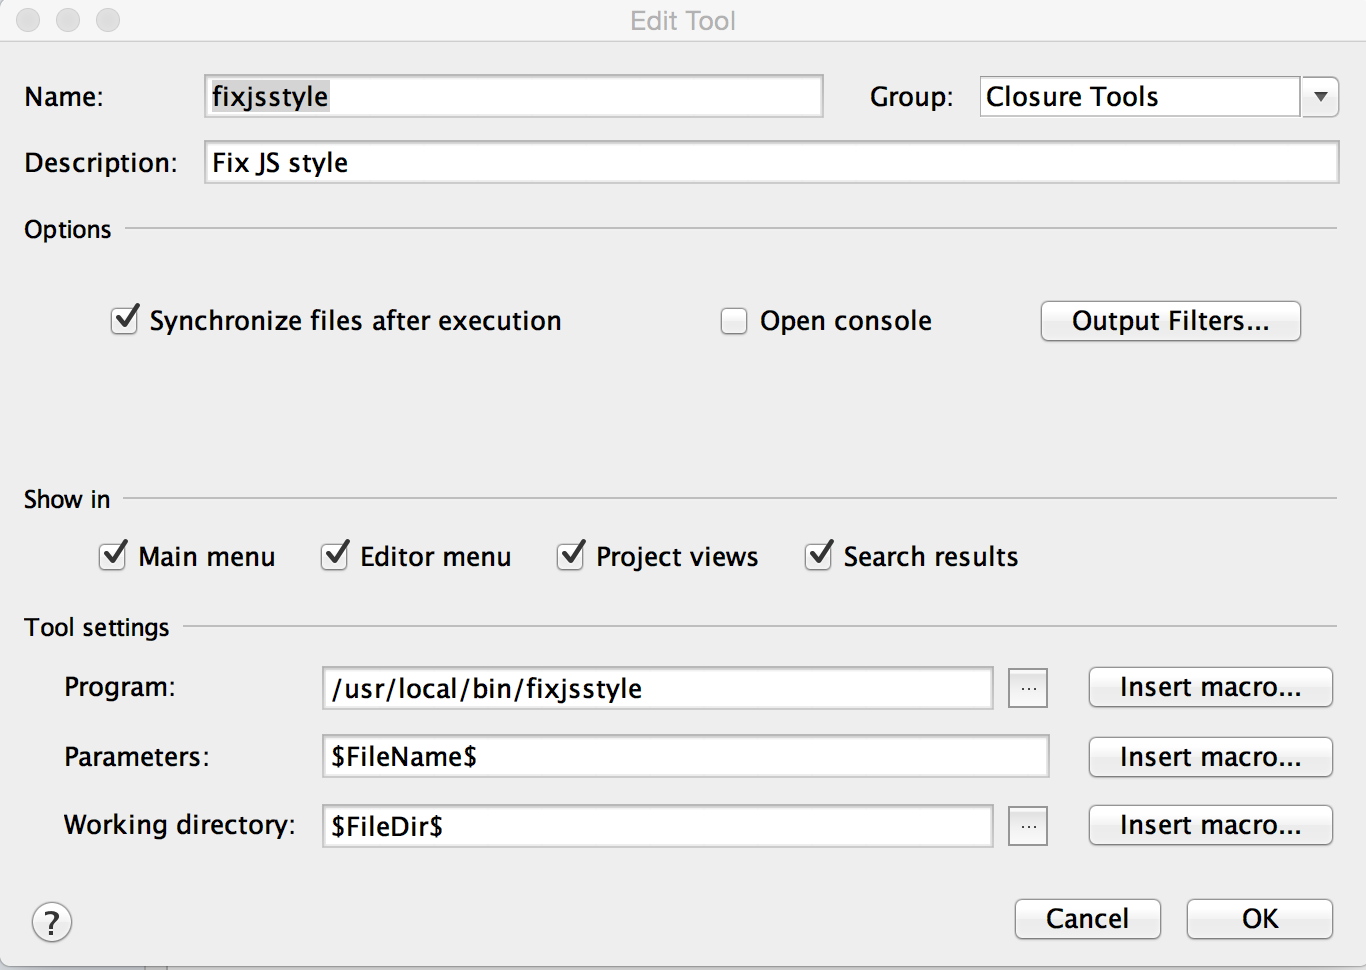 Edit Tool
Name: fixjsstyle Group: Closure Tools
Description: Fix JS style
Options
Synchronize files after execution Open console Output Filters...
Show in
Main menu Editor menu Project views Search results
Tool settings
Program: /usr/local/bin/fixjsstyle ... Insert macro...
Parameters: $FileName$ Insert macro...
Working directory: $FileDir$ ... Insert macro...
? Cancel OK